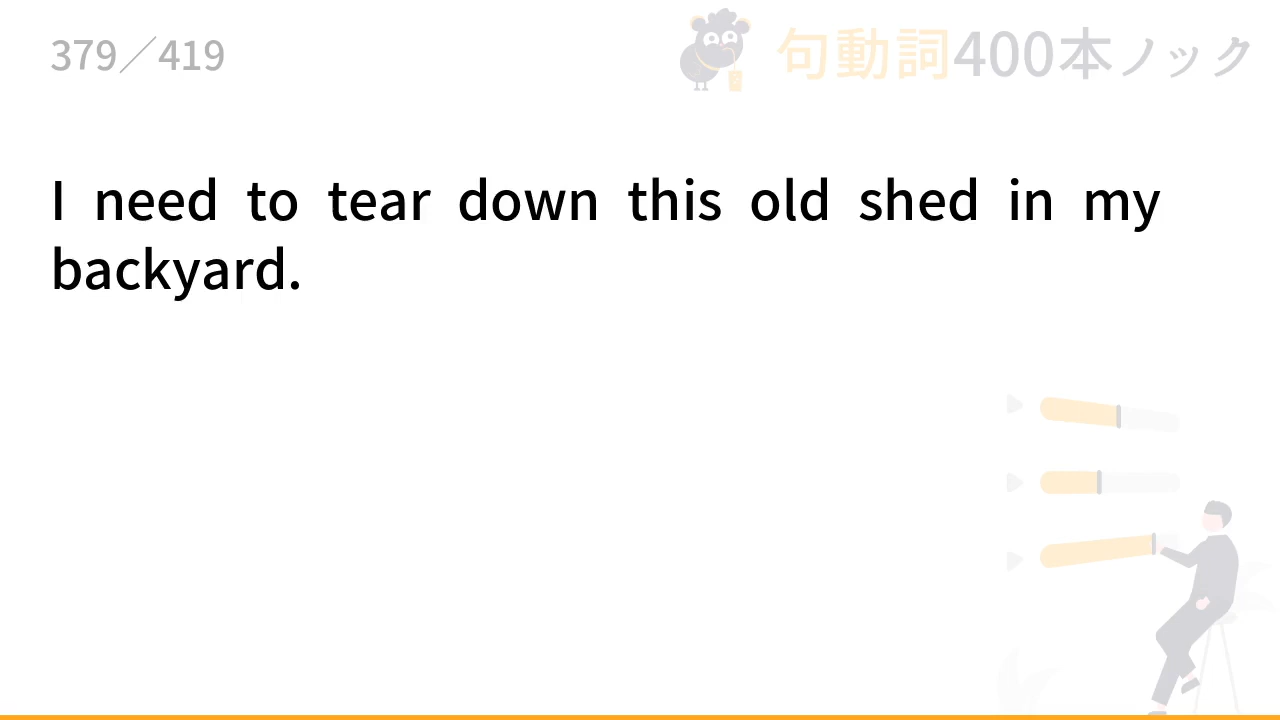 379／419
句動詞400本ノック
I need to tear down this old shed in my
backyard.